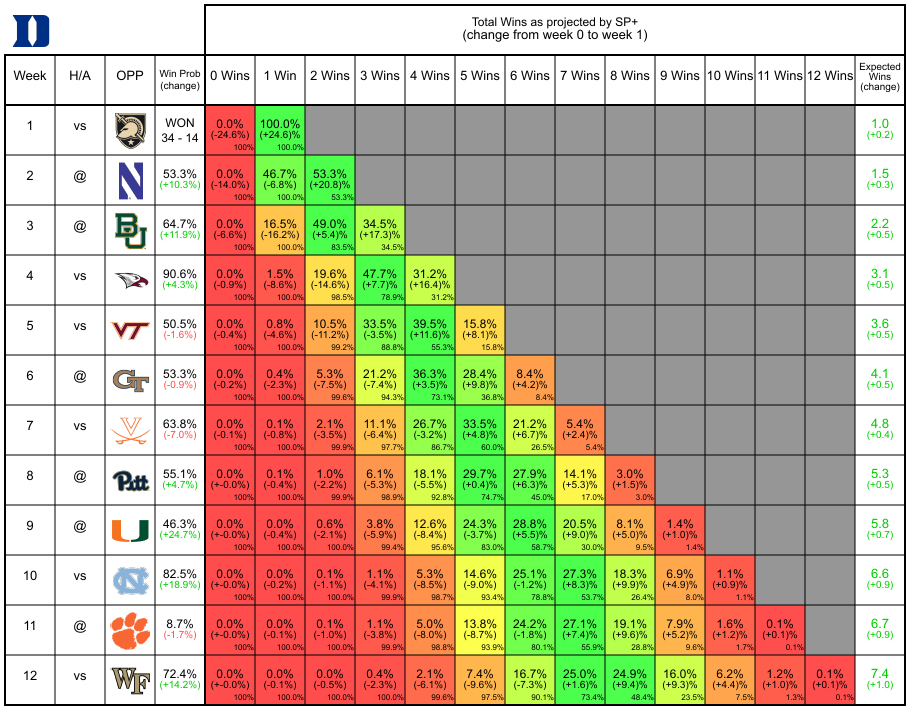 D
Total Wins as projected by SP+
(change from week 0 to week 1)
Week H/A OPP Win Prob (change) 0 Wins 1 Win 2 Wins 3 Wins 4 Wins 5 Wins 6 Wins 7 Wins 8 Wins 9 Wins 10 Wins 11 Wins 12 Wins Expected Wins (change)
1 vs WON 0.0% 100.0% 1.0
34 - 14 (-24.6%) (+24.6)% (+0.2)
100% 100.0%
2 @ N 53.3% 0.0% 46.7% 53.3% 1.5
(+10.3%) (-14.0%) (-6.8%) (+20.8)% (+0.3)
100% 100.0% 53.3%
3 @ BU 64.7% 0.0% 16.5% 49.0% 34.5% 2.2
(+11.9%) (-6.6%) (-16.2%) (+5.4)% (+17.3)% (+0.5)
100% 100.0% 83.5% 34.5%
4 vs 90.6% 0.0% 1.5% 19.6% 47.7% 31.2% 3.1
(+4.3%) (-0.9%) (-8.6%) (-14.6%) (+7.7)% (+16.4)% (+0.5)
100% 100.0% 98.5% 78.9% 31.2%
5 vs VT 50.5% 0.0% 0.8% 10.5% 33.5% 39.5% 15.8% 3.6
(-1.6%) (-0.4%) (-4.6%) (-11.2%) (-3.5%) (+11.6)% (+8.1)% (+0.5)
100% 100.0% 99.2% 88.8% 55.3% 15.8%
6 @ GT 53.3% 0.0% 0.4% 5.3% 21.2% 36.3% 28.4% 8.4% 4.1
(-0.9%) (-0.2%) (-2.3%) (-7.5%) (-7.4%) (+3.5)% (+9.8)% (+4.2)% (+0.5)
100% 100.0% 99.6% 94.3% 73.1% 36.8% 8.4%
7 vs V 63.8% 0.0% 0.1% 2.1% 11.1% 26.7% 33.5% 21.2% 5.4% 4.8
(-7.0%) (-0.1%) (-0.8%) (-3.5%) (-6.4%) (-3.2%) (+4.8)% (+6.7)% (+2.4)% (+0.4)
100% 100.0% 99.9% 97.7% 86.7% 60.0% 26.5% 5.4%
8 @ Pitt 55.1% 0.0% 0.1% 1.0% 6.1% 18.1% 29.7% 27.9% 14.1% 3.0% 5.3
(+4.7%) (+-0.0%) (-0.4%) (-2.2%) (-5.3%) (-5.5%) (+0.4)% (+6.3)% (+5.3)% (+1.5)% (+0.5)
100% 100.0% 99.9% 98.9% 92.8% 74.7% 45.0% 17.0% 3.0%
9 @ U 46.3% 0.0% 0.0% 0.6% 3.8% 12.6% 24.3% 28.8% 20.5% 8.1% 1.4% 5.8
(+24.7%) (+-0.0%) (-0.4%) (-2.1%) (-5.9%) (-8.4%) (-3.7%) (+5.5)% (+9.0)% (+5.0)% (+1.0)% (+0.7)
100% 100.0% 100.0% 99.4% 95.6% 83.0% 58.7% 30.0% 9.5% 1.4%
10 vs NC 82.5% 0.0% 0.0% 0.1% 1.1% 5.3% 14.6% 25.1% 27.3% 18.3% 6.9% 1.1% 6.6
(+18.9%) (+-0.0%) (-0.2%) (-1.1%) (-4.1%) (-8.5%) (-9.0%) (-1.2%) (+8.3)% (+9.9)% (+4.9)% (+0.9)% (+0.9)
100% 100.0% 100.0% 99.9% 98.7% 93.4% 78.8% 53.7% 26.4% 8.0% 1.1%
11 @ 8.7% 0.0% 0.0% 0.1% 1.1% 5.0% 13.8% 24.2% 27.1% 19.1% 7.9% 1.6% 0.1% 6.7
(-1.7%) (+-0.0%) (-0.1%) (-1.0%) (-3.8%) (-8.0%) (-8.7%) (-1.8%) (+7.4)% (+9.6)% (+5.2)% (+1.2)% (+0.1)% (+0.9)
100% 100.0% 100.0% 99.9% 98.8% 93.9% 80.1% 55.9% 28.8% 9.6% 1.7% 0.1%
12 vs WF 72.4% 0.0% 0.0% 0.0% 0.4% 2.1% 7.4% 16.7% 25.0% 24.9% 16.0% 6.2% 1.2% 0.1% 7.4
(+14.2%) (+-0.0%) (-0.1%) (-0.5%) (-2.3%) (-6.1%) (-9.6%) (-7.3%) (+1.6)% (+9.4)% (+9.3)% (+4.4)% (+1.0)% (+0.1)% (+1.0)
100% 100.0% 100.0% 100.0% 99.6% 97.5% 90.1% 73.4% 48.4% 23.5% 7.5% 1.3% 0.1%